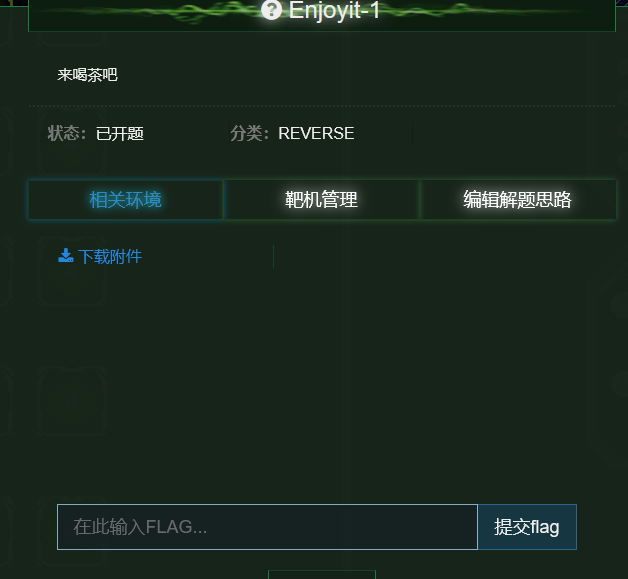 Enjoyit-1
来喝茶吧
状态：已开题 分类：REVERSE
相关环境 靶机管理 编辑解题思路
下载附件
在此输入FLAG... 提交flag